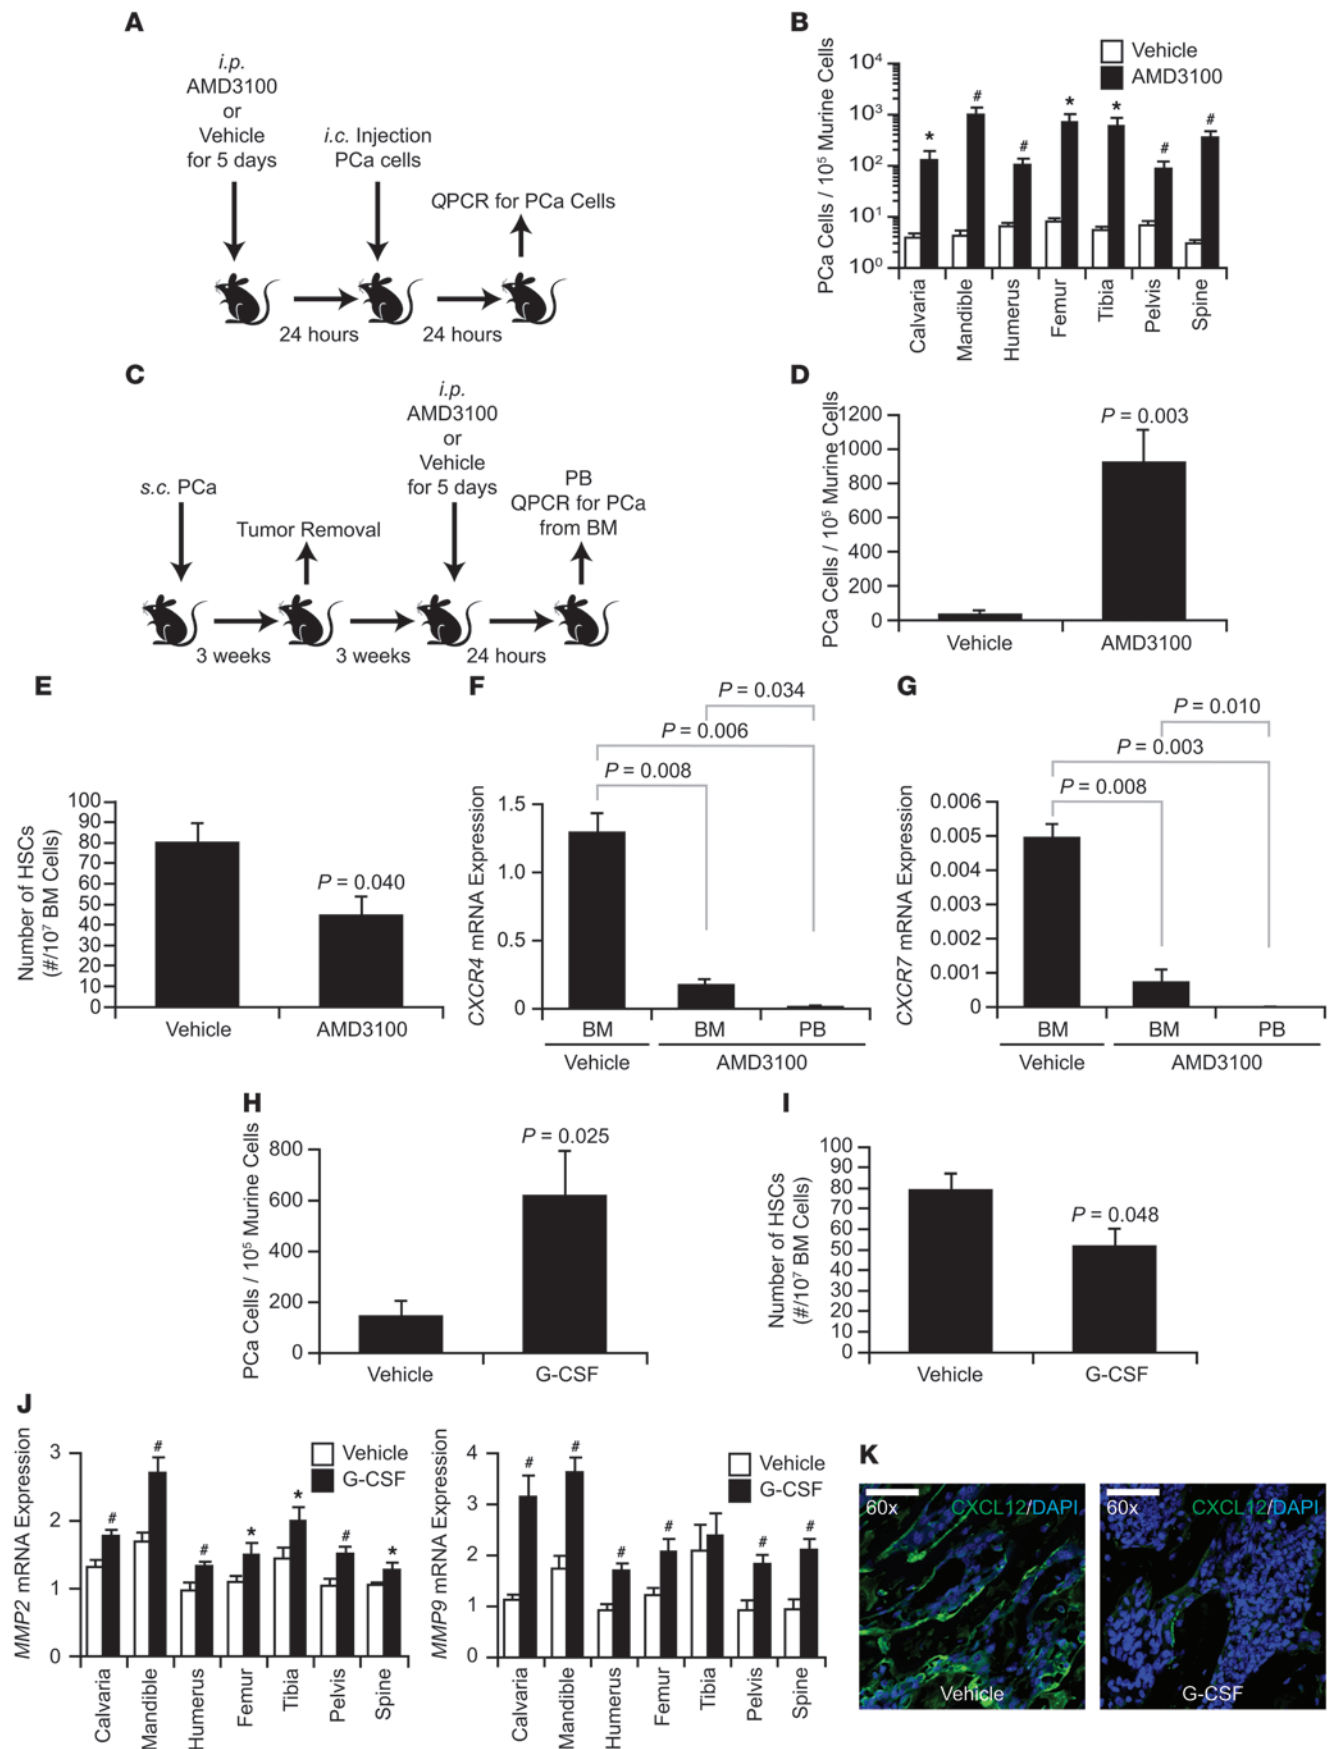 A
i.p.
AMD3100
or
Vehicle
for 5 days
i.c. Injection
PCa cells
QPCR for PCa Cells
24 hours
24 hours
B
PCa Cells / 10⁵ Murine Cells
10⁴
10³
10²
10¹
10⁰
Vehicle
AMD3100
*
#
#
*
*
#
#
Calvaria
Mandible
Humerus
Femur
Tibia
Pelvis
Spine
C
s.c. PCa
Tumor Removal
i.p.
AMD3100
or
Vehicle
for 5 days
PB
QPCR for PCa
from BM
3 weeks
3 weeks
24 hours
D
PCa Cells / 10⁵ Murine Cells
1200
1000
800
600
400
200
0
P = 0.003
Vehicle
AMD3100
E
Number of HSCs
(#/10⁷ BM Cells)
100
90
80
70
60
50
40
30
20
10
0
P = 0.040
Vehicle
AMD3100
F
CXCR4 mRNA Expression
1.5
1.0
0.5
0
P = 0.034
P = 0.006
P = 0.008
BM
BM
PB
Vehicle
AMD3100
G
CXCR7 mRNA Expression
0.006
0.005
0.004
0.003
0.002
0.001
0
P = 0.010
P = 0.003
P = 0.008
BM
BM
PB
Vehicle
AMD3100
H
PCa Cells / 10⁵ Murine Cells
800
600
400
200
0
P = 0.025
Vehicle
G-CSF
I
Number of HSCs
(#/10⁷ BM Cells)
100
90
80
70
60
50
40
30
20
10
0
P = 0.048
Vehicle
G-CSF
J
MMP2 mRNA Expression
3
2
1
0
Vehicle
G-CSF
#
#
#
*
*
#
*
Calvaria
Mandible
Humerus
Femur
Tibia
Pelvis
Spine
MMP9 mRNA Expression
4
3
2
1
0
Vehicle
G-CSF
#
#
#
#
#
#
Calvaria
Mandible
Humerus
Femur
Tibia
Pelvis
Spine
K
60x
CXCL12/DAPI
Vehicle
60x
CXCL12/DAPI
G-CSF